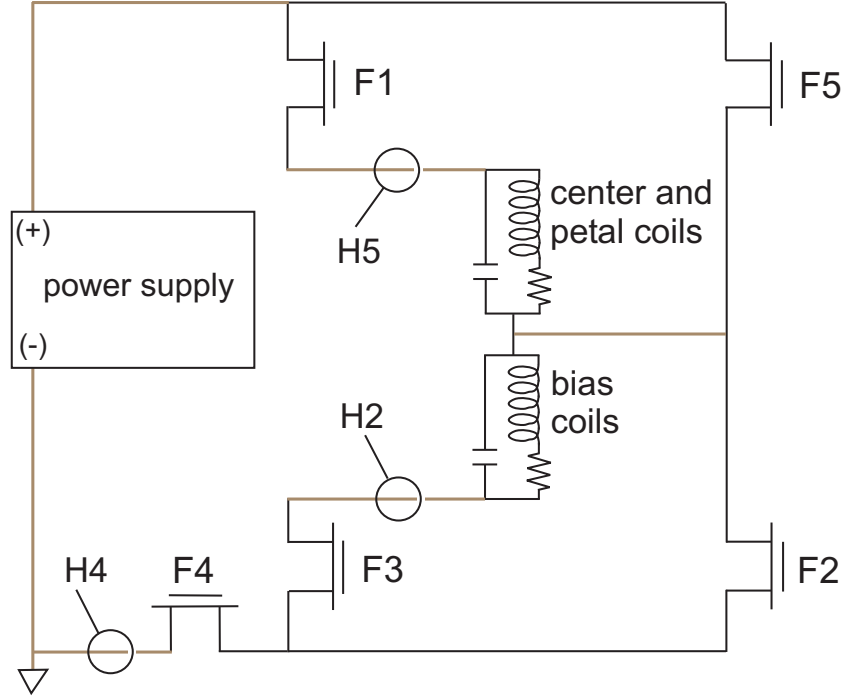 F1
F5
(+)
center and
petal coils
H5
power supply
(-)
bias
coils
H2
H4
F4
F3
F2